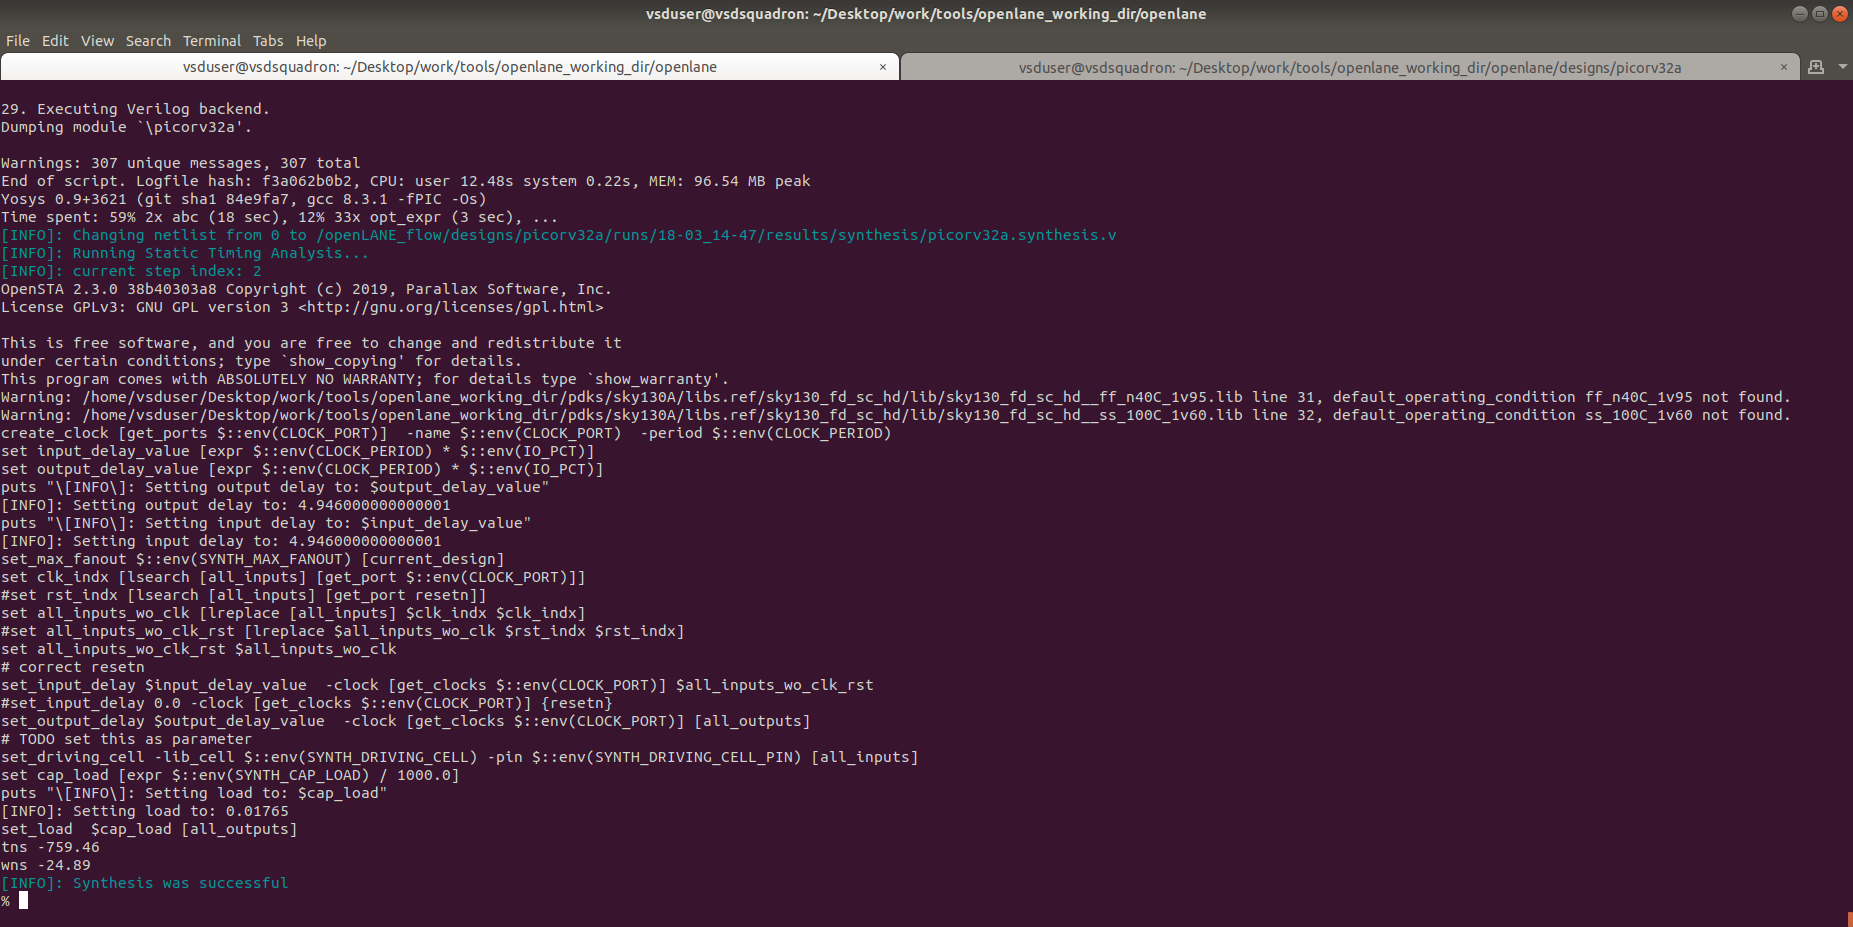 vsduser@vsdsquadron: ~/Desktop/work/tools/openlane_working_dir/openlane
File Edit View Search Terminal Tabs Help
vsduser@vsdsquadron: ~/Desktop/work/tools/openlane_working_dir/openlane × vsduser@vsdsquadron: ~/Desktop/work/tools/openlane_working_dir/openlane/designs/picorv32a ×
29. Executing Verilog backend.
Dumping module `\picorv32a'.
Warnings: 307 unique messages, 307 total
End of script. Logfile hash: f3a062b0b2, CPU: user 12.48s system 0.22s, MEM: 96.54 MB peak
Yosys 0.9+3621 (git sha1 84e9fa7, gcc 8.3.1 -fPIC -Os)
Time spent: 59% 2x abc (18 sec), 12% 33x opt_expr (3 sec), ...
[INFO]: Changing netlist from 0 to /openLANE_flow/designs/picorv32a/runs/18-03_14-47/results/synthesis/picorv32a.synthesis.v
[INFO]: Running Static Timing Analysis...
[INFO]: current step index: 2
OpenSTA 2.3.0 38b40303a8 Copyright (c) 2019, Parallax Software, Inc.
License GPLv3: GNU GPL version 3 <http://gnu.org/licenses/gpl.html>
This is free software, and you are free to change and redistribute it
under certain conditions; type `show_copying' for details.
This program comes with ABSOLUTELY NO WARRANTY; for details type `show_warranty'.
Warning: /home/vsduser/Desktop/work/tools/openlane_working_dir/pdks/sky130A/libs.ref/sky130_fd_sc_hd/lib/sky130_fd_sc_hd__ff_n40C_1v95.lib line 31, default_operating_condition ff_n40C_1v95 not found.
Warning: /home/vsduser/Desktop/work/tools/openlane_working_dir/pdks/sky130A/libs.ref/sky130_fd_sc_hd/lib/sky130_fd_sc_hd__ss_100C_1v60.lib line 32, default_operating_condition ss_100C_1v60 not found.
create_clock [get_ports $::env(CLOCK_PORT)]  -name $::env(CLOCK_PORT)  -period $::env(CLOCK_PERIOD)
set input_delay_value [expr $::env(CLOCK_PERIOD) * $::env(IO_PCT)]
set output_delay_value [expr $::env(CLOCK_PERIOD) * $::env(IO_PCT)]
puts "\[INFO\]: Setting output delay to: $output_delay_value"
[INFO]: Setting output delay to: 4.946000000000001
puts "\[INFO\]: Setting input delay to: $input_delay_value"
[INFO]: Setting input delay to: 4.946000000000001
set_max_fanout $::env(SYNTH_MAX_FANOUT) [current_design]
set clk_indx [lsearch [all_inputs] [get_port $::env(CLOCK_PORT)]]
#set rst_indx [lsearch [all_inputs] [get_port resetn]]
set all_inputs_wo_clk [lreplace [all_inputs] $clk_indx $clk_indx]
#set all_inputs_wo_clk_rst [lreplace $all_inputs_wo_clk $rst_indx $rst_indx]
set all_inputs_wo_clk_rst $all_inputs_wo_clk
# correct resetn
set_input_delay $input_delay_value  -clock [get_clocks $::env(CLOCK_PORT)] $all_inputs_wo_clk_rst
#set_input_delay 0.0 -clock [get_clocks $::env(CLOCK_PORT)] {resetn}
set_output_delay $output_delay_value  -clock [get_clocks $::env(CLOCK_PORT)] [all_outputs]
# TODO set this as parameter
set_driving_cell -lib_cell $::env(SYNTH_DRIVING_CELL) -pin $::env(SYNTH_DRIVING_CELL_PIN) [all_inputs]
set cap_load [expr $::env(SYNTH_CAP_LOAD) / 1000.0]
puts "\[INFO\]: Setting load to: $cap_load"
[INFO]: Setting load to: 0.01765
set_load  $cap_load [all_outputs]
tns -759.46
wns -24.89
[INFO]: Synthesis was successful
%